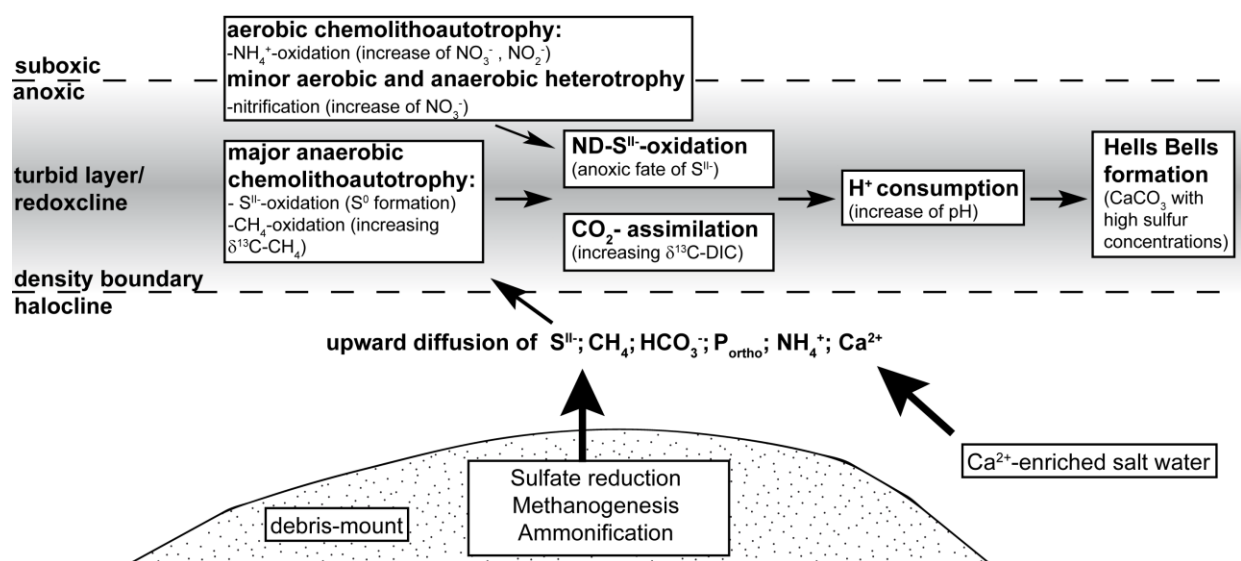 aerobic chemolithoautotrophy:
-NH₄⁺-oxidation (increase of NO₃⁻ , NO₂⁻)
minor aerobic and anaerobic heterotrophy
-nitrification (increase of NO₃⁻)
suboxic
anoxic
turbid layer/
redoxcline
major anaerobic
chemolithoautotrophy:
- Sᴵᴵ⁻-oxidation (S⁰ formation)
-CH₄-oxidation (increasing
δ¹³C-CH₄)
ND-Sᴵᴵ⁻-oxidation
(anoxic fate of Sᴵᴵ⁻)
CO₂- assimilation
(increasing δ¹³C-DIC)
H⁺ consumption
(increase of pH)
Hells Bells
formation
(CaCO₃ with
high sulfur
concentrations)
density boundary
halocline
upward diffusion of Sᴵᴵ⁻; CH₄; HCO₃⁻; Pₒᵣₜₕₒ; NH₄⁺; Ca²⁺
Ca²⁺-enriched salt water
debris-mount
Sulfate reduction
Methanogenesis
Ammonification